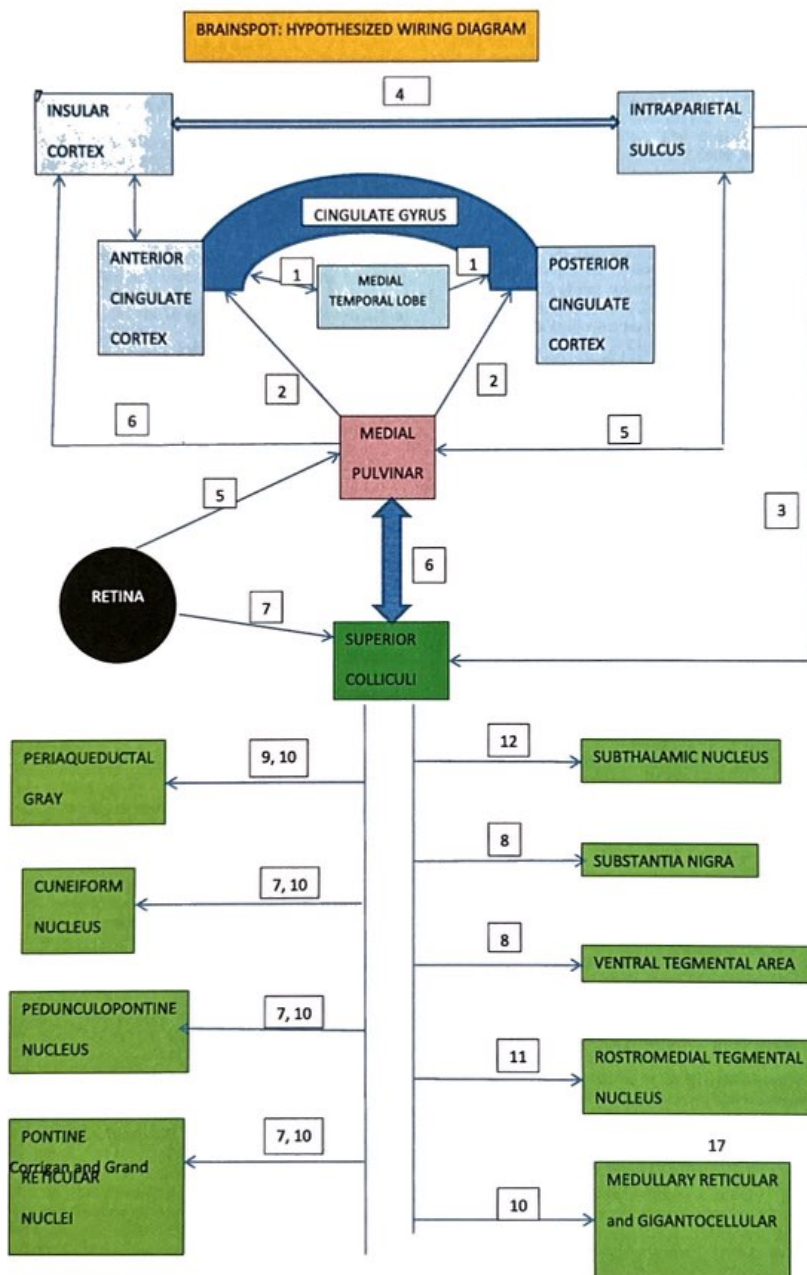 BRAINSPOT: HYPOTHESIZED WIRING DIAGRAM
4
INSULAR
CORTEX
INTRAPARIETAL
SULCUS
CINGULATE GYRUS
ANTERIOR
CINGULATE
CORTEX
1
MEDIAL
TEMPORAL LOBE
1
POSTERIOR
CINGULATE
CORTEX
2
2
6
MEDIAL
PULVINAR
5
5
3
6
RETINA
7
SUPERIOR
COLLICULI
PERIAQUEDUCTAL
GRAY
9, 10
12
SUBTHALAMIC NUCLEUS
8
SUBSTANTIA NIGRA
CUNEIFORM
NUCLEUS
7, 10
8
VENTRAL TEGMENTAL AREA
PEDUNCULOPONTINE
NUCLEUS
7, 10
11
ROSTROMEDIAL TEGMENTAL
NUCLEUS
PONTINE
Corrigan and Grand
RETICULAR
NUCLEI
7, 10
17
10
MEDULLARY RETICULAR
and GIGANTOCELLULAR